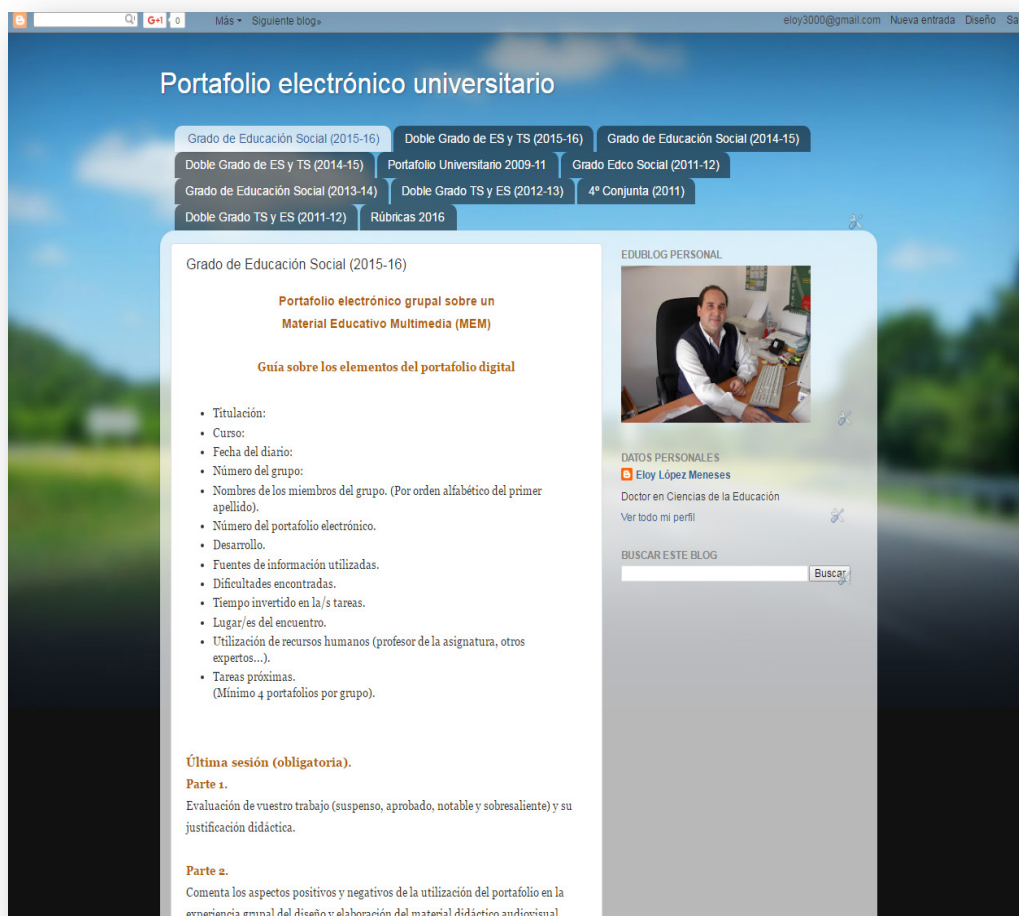 G+1 0 Más Siguiente blog» eloy3000@gmail.com Nueva entrada Diseño
Portafolio electrónico universitario
Grado de Educación Social (2015-16) Doble Grado de ES y TS (2015-16) Grado de Educación Social (2014-15)
Doble Grado de ES y TS (2014-15) Portafolio Universitario 2009-11 Grado Edco Social (2011-12)
Grado de Educación Social (2013-14) Doble Grado TS y ES (2012-13) 4º Conjunta (2011)
Doble Grado TS y ES (2011-12) Rúbricas 2016
Grado de Educación Social (2015-16)
Portafolio electrónico grupal sobre un
Material Educativo Multimedia (MEM)
Guía sobre los elementos del portafolio digital
• Titulación:
• Curso:
• Fecha del diario:
• Número del grupo:
• Nombres de los miembros del grupo. (Por orden alfabético del primer
apellido).
• Número del portafolio electrónico.
• Desarrollo.
• Fuentes de información utilizadas.
• Dificultades encontradas.
• Tiempo invertido en la/s tareas.
• Lugar/es del encuentro.
• Utilización de recursos humanos (profesor de la asignatura, otros
expertos...).
• Tareas próximas.
(Mínimo 4 portafolios por grupo).
Última sesión (obligatoria).
Parte 1.
Evaluación de vuestro trabajo (suspenso, aprobado, notable y sobresaliente) y su
justificación didáctica.
Parte 2.
Comenta los aspectos positivos y negativos de la utilización del portafolio en la
experiencia grupal del diseño y elaboración del material didáctico audiovisual
EDUBLOG PERSONAL
DATOS PERSONALES
Eloy López Meneses
Doctor en Ciencias de la Educación
Ver todo mi perfil
BUSCAR ESTE BLOG
Buscar